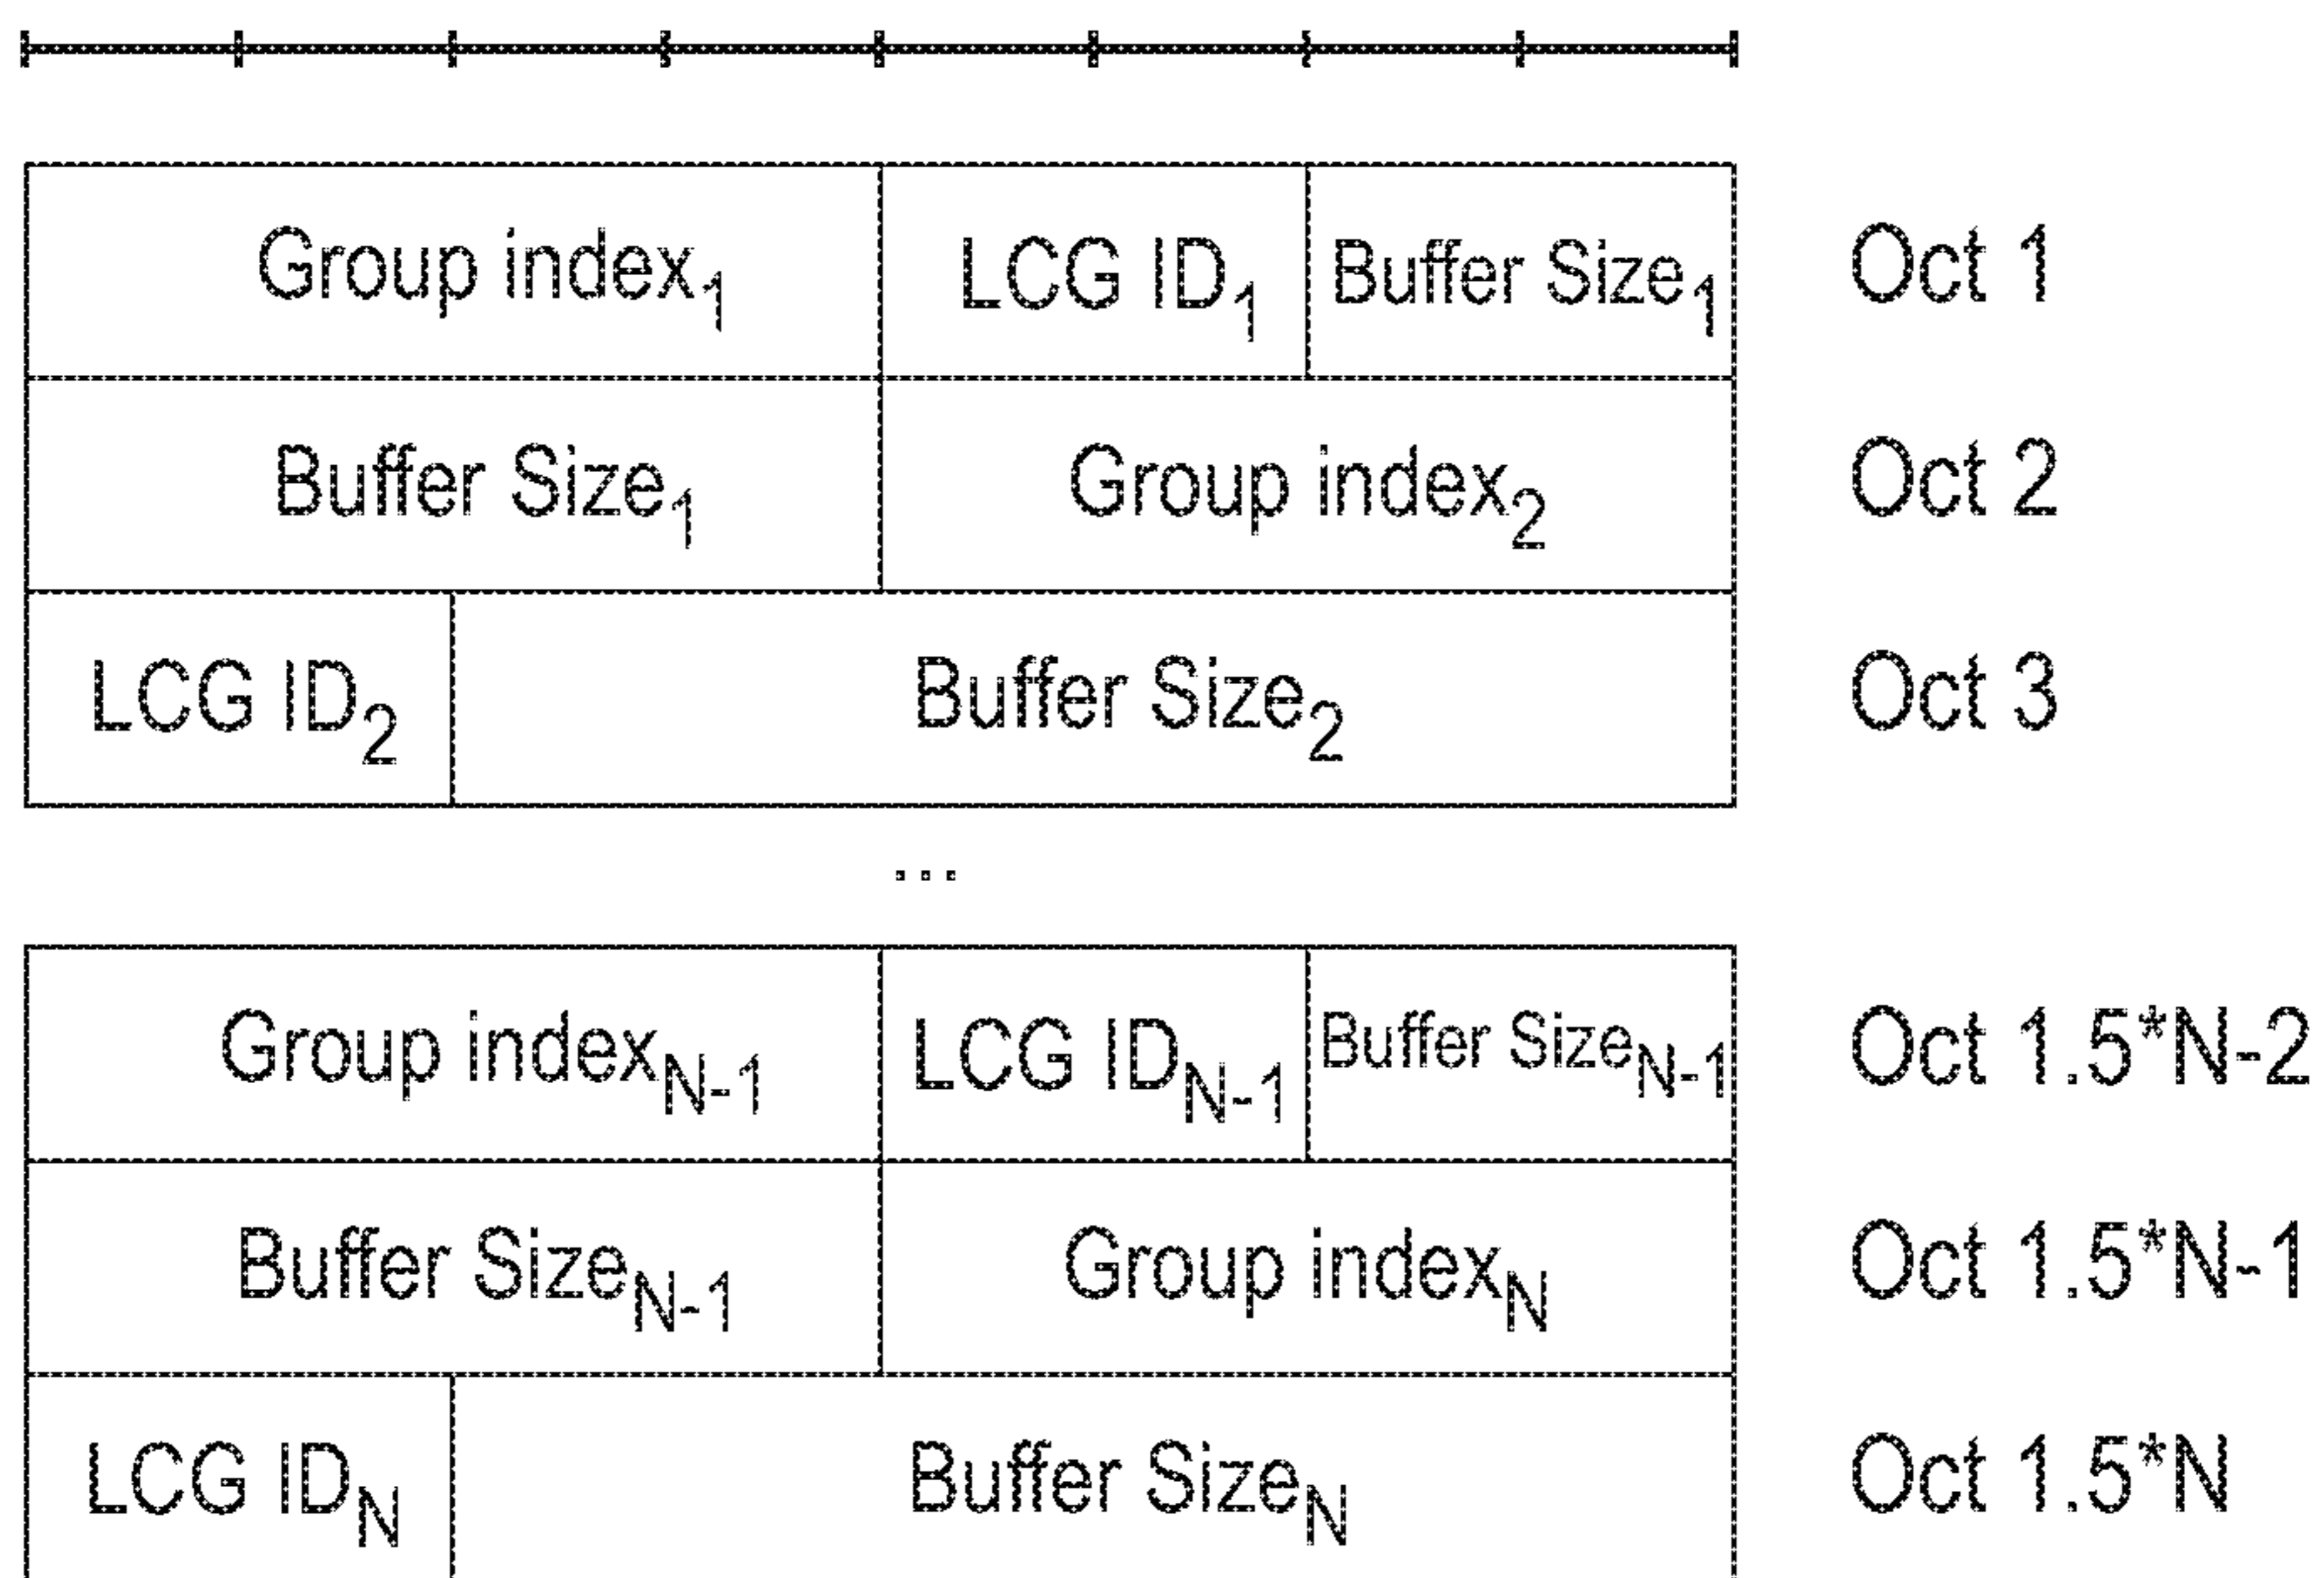 Group index1 LCG ID1 Buffer Size1 Oct 1
Buffer Size1 Group index2 Oct 2
LCG ID2 Buffer Size2 Oct 3
...
Group indexN-1 LCG IDN-1 Buffer SizeN-1 Oct 1.5*N-2
Buffer SizeN-1 Group indexN Oct 1.5*N-1
LCG IDN Buffer SizeN Oct 1.5*N